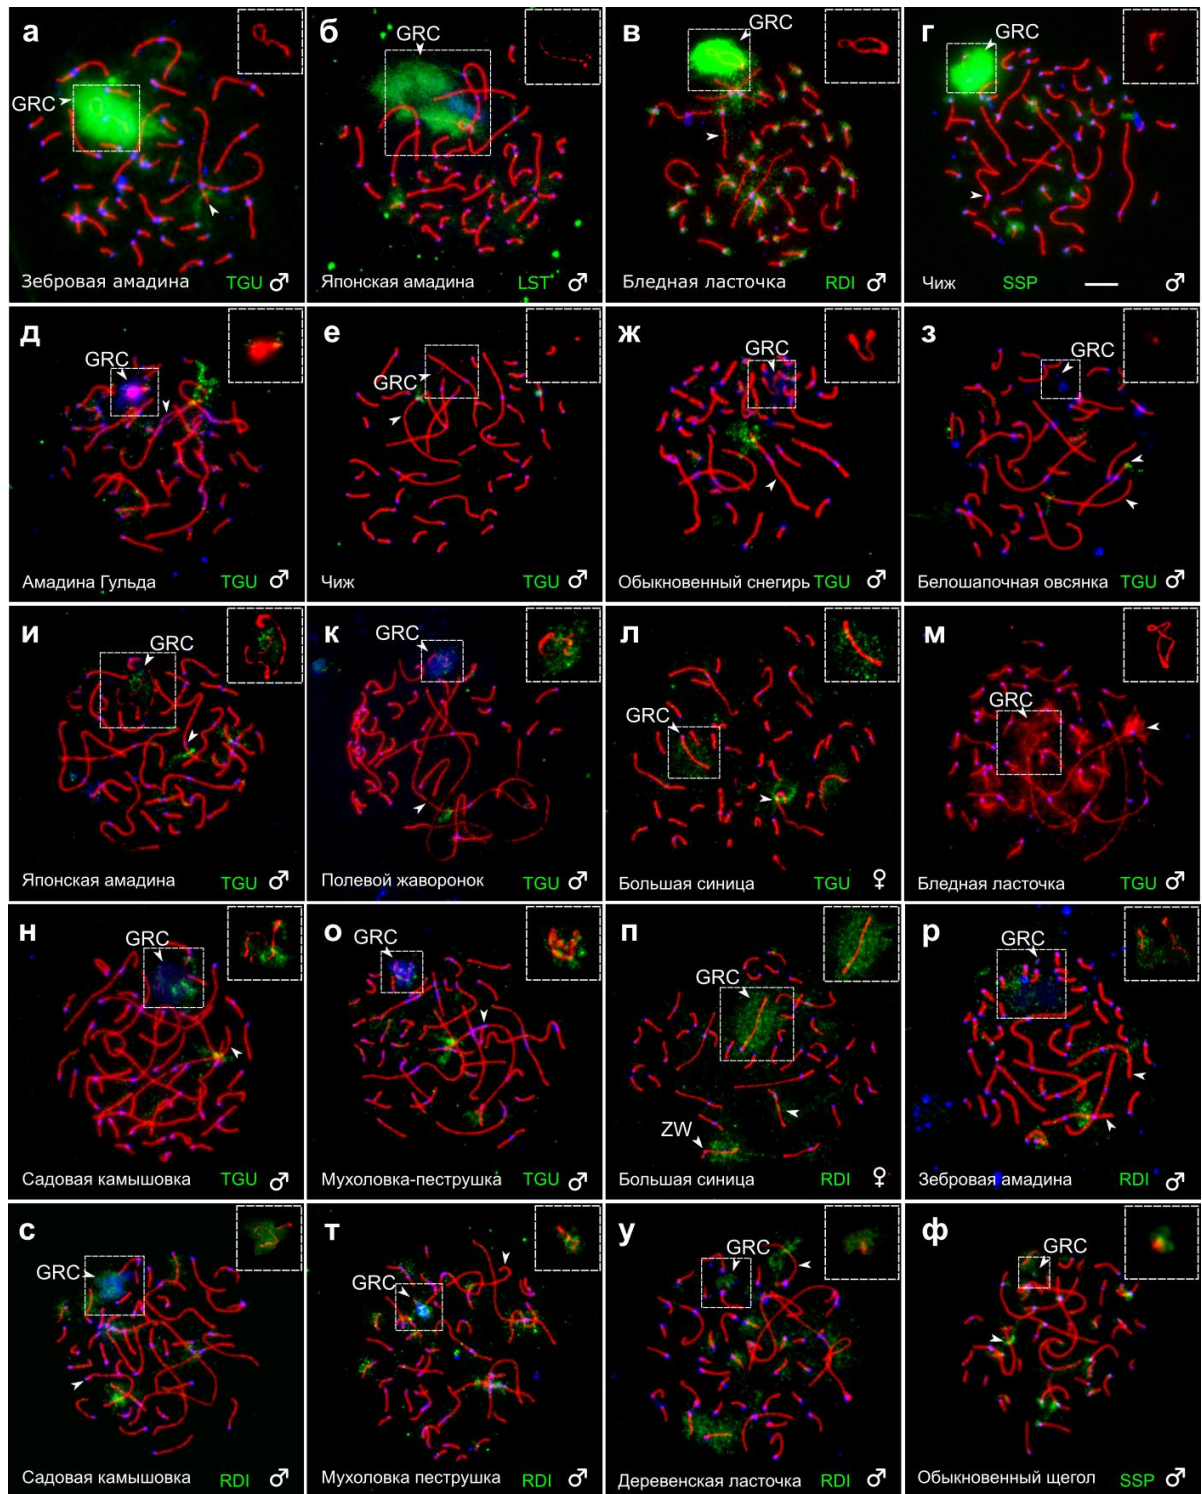 а
GRC
Зебровая амадина TGU ♂
б
GRC
Японская амадина LST ♂
в
GRC
Бледная ласточка RDI ♂
г
GRC
Чиж SSP ♂
д
GRC
Амадина Гульда TGU ♂
е
GRC
Чиж TGU ♂
ж
GRC
Обыкновенный снегирь TGU ♂
з
GRC
Белошапочная овсянка TGU ♂
и
GRC
Японская амадина TGU ♂
к
GRC
Полевой жаворонок TGU ♂
л
GRC
Большая синица TGU ♀
м
GRC
Бледная ласточка TGU ♂
н
GRC
Садовая камышовка TGU ♂
о
GRC
Мухоловка-пеструшка TGU ♂
п
GRC
ZW
Большая синица RDI ♀
р
GRC
Зебровая амадина RDI ♂
с
GRC
Садовая камышовка RDI ♂
т
GRC
Мухоловка пеструшка RDI ♂
у
GRC
Деревенская ласточка RDI ♂
ф
GRC
Обыкновенный щегол SSP ♂